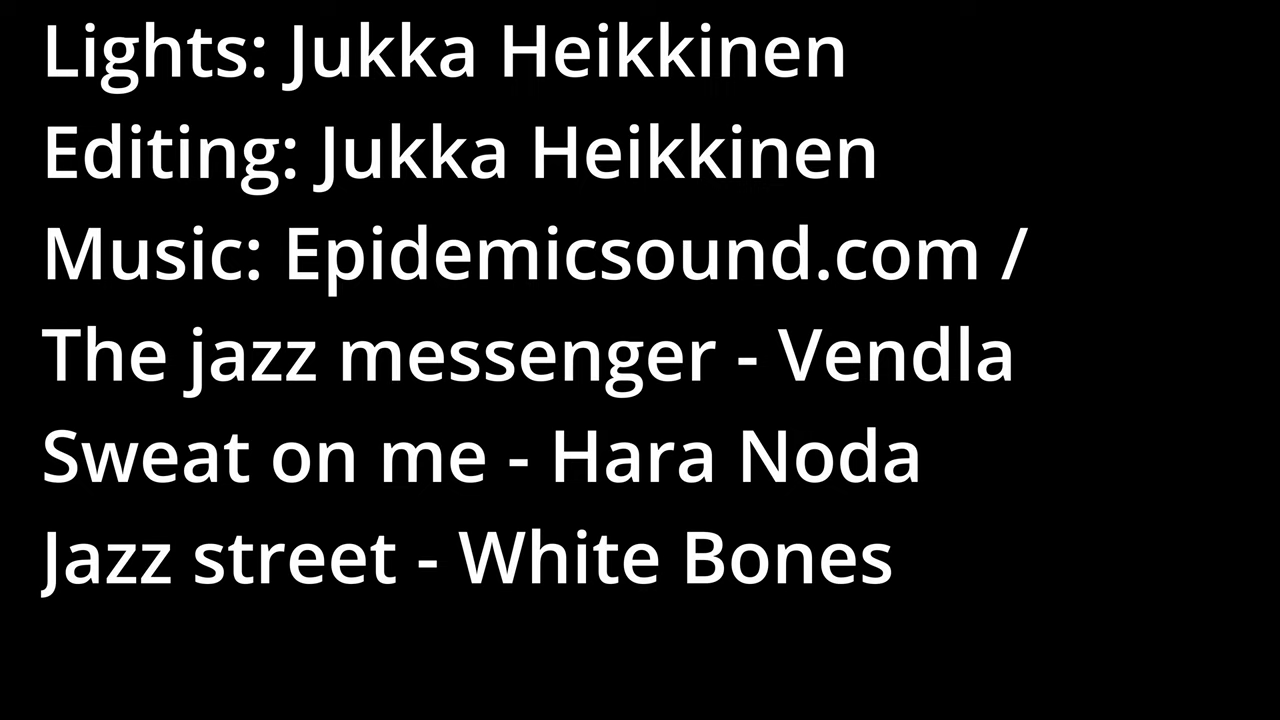 Lights: Jukka Heikkinen
Editing: Jukka Heikkinen
Music: Epidemicsound.com /
The jazz messenger - Vendla
Sweat on me - Hara Noda
Jazz street - White Bones